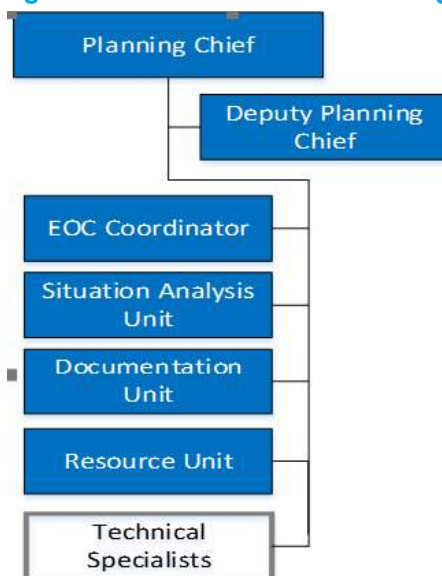 Planning Chief
Deputy Planning
Chief
EOC Coordinator
Situation Analysis
Unit
Documentation
Unit
Resource Unit
Technical
Specialists